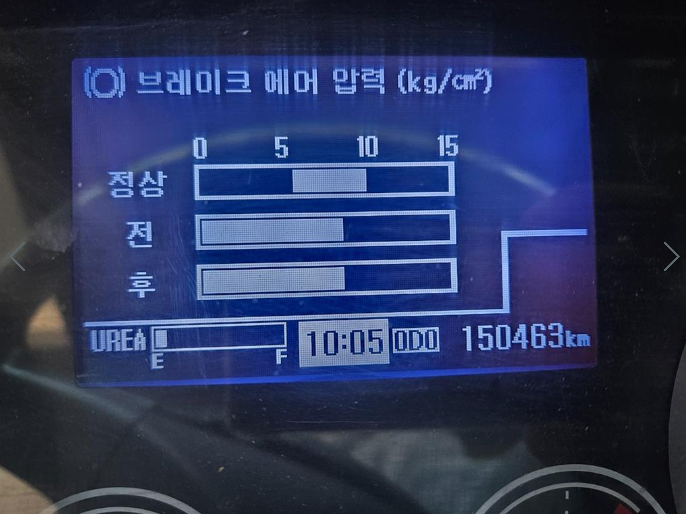 브레이크 에어 압력 (kg/cm²)
0 5 10 15
정상
전
후
UREA E F 10:05 ODO 150463km